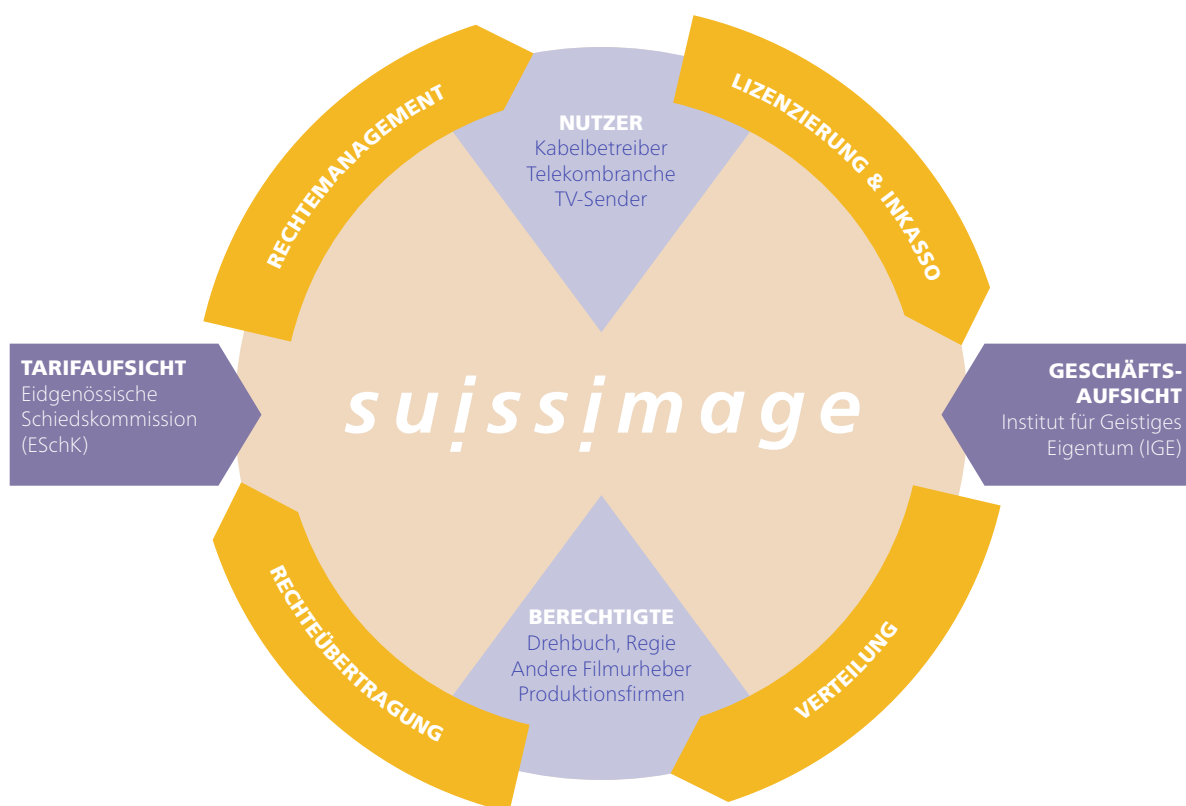 RECHTEMANAGEMENT
LIZENZIERUNG & INKASSO
NUTZER
Kabelbetreiber
Telekombranche
TV-Sender
TARIFAUFSICHT
Eidgenössische
Schiedskommission
(ESchK)
suissimage
GESCHÄFTS-
AUFSICHT
Institut für Geistiges
Eigentum (IGE)
RECHTEÜBERTRAGUNG
BERECHTIGTE
Drehbuch, Regie
Andere Filmurheber
Produktionsfirmen
VERTEILUNG